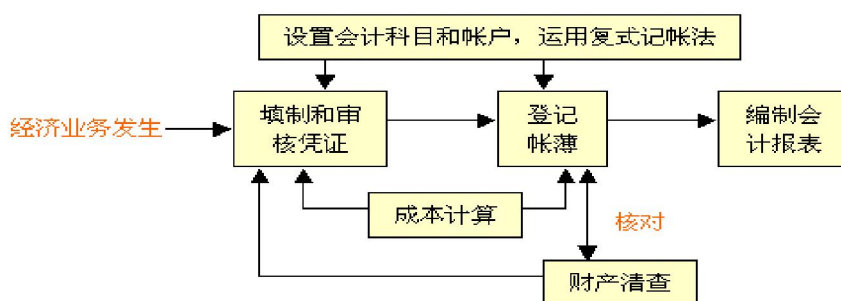 设置会计科目和帐户，运用复式记帐法
经济业务发生
填制和审
核凭证
登记
帐薄
编制会
计报表
成本计算
核对
财产清查